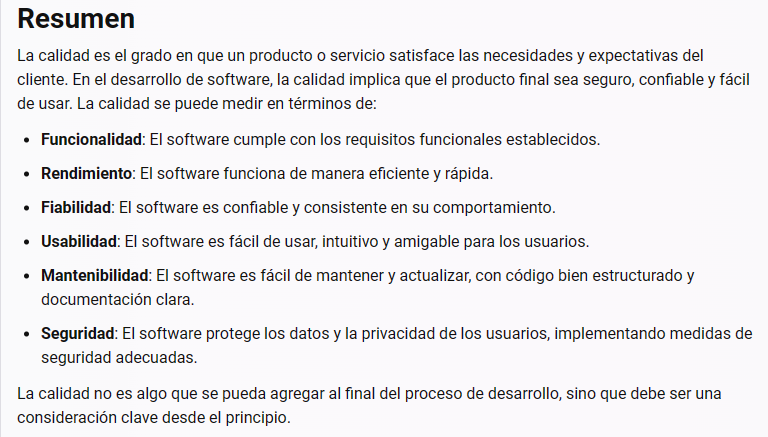 Resumen
La calidad es el grado en que un producto o servicio satisface las necesidades y expectativas del
cliente. En el desarrollo de software, la calidad implica que el producto final sea seguro, confiable y fácil
de usar. La calidad se puede medir en términos de:
• Funcionalidad: El software cumple con los requisitos funcionales establecidos.
• Rendimiento: El software funciona de manera eficiente y rápida.
• Fiabilidad: El software es confiable y consistente en su comportamiento.
• Usabilidad: El software es fácil de usar, intuitivo y amigable para los usuarios.
• Mantenibilidad: El software es fácil de mantener y actualizar, con código bien estructurado y
documentación clara.
• Seguridad: El software protege los datos y la privacidad de los usuarios, implementando medidas de
seguridad adecuadas.
La calidad no es algo que se pueda agregar al final del proceso de desarrollo, sino que debe ser una
consideración clave desde el principio.